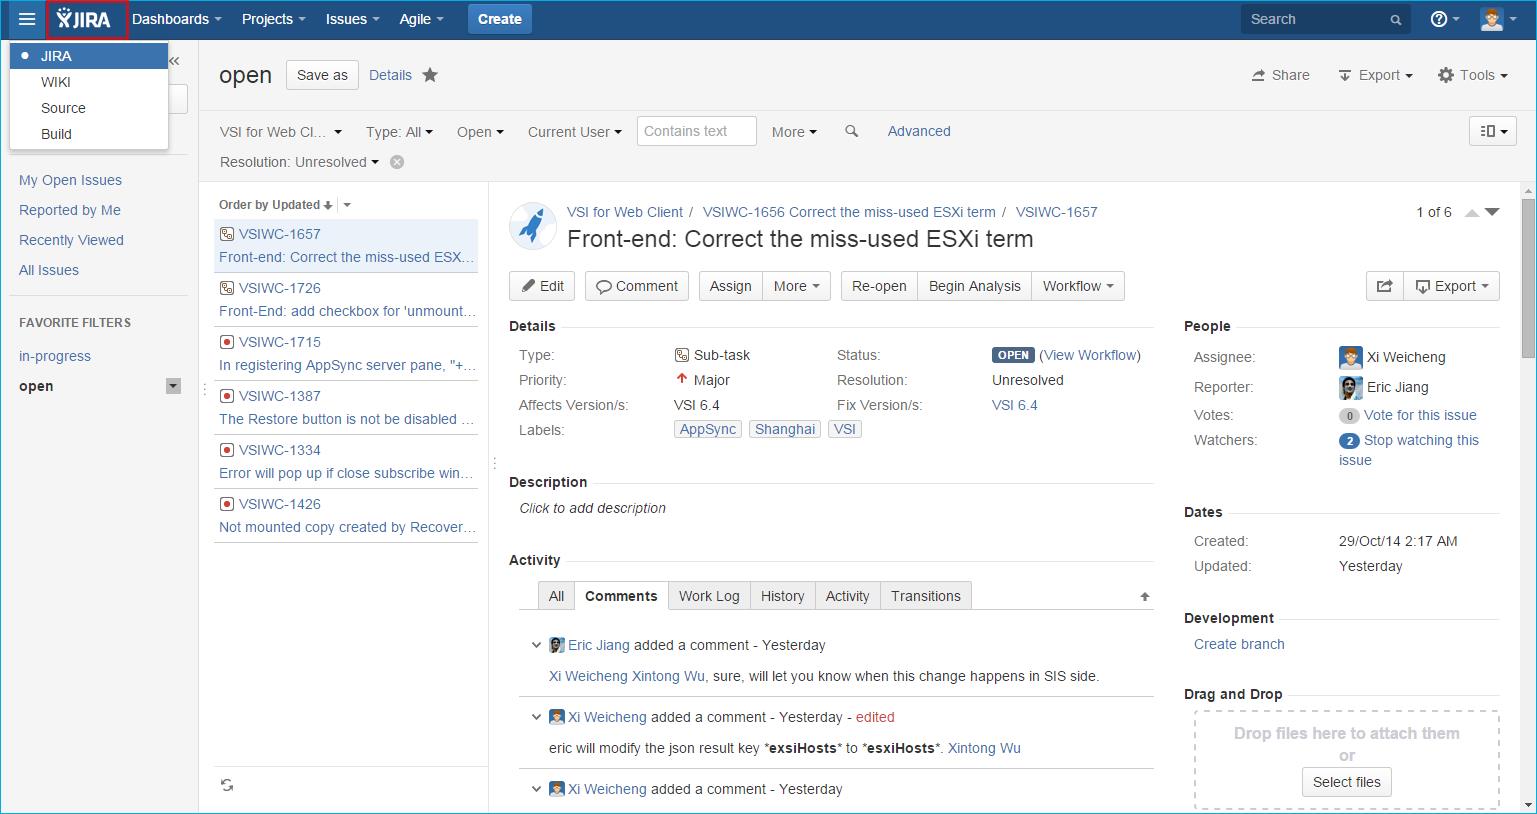 JIRA Dashboards Projects Issues Agile Create Search
JIRA
WIKI
Source
Build
My Open Issues
Reported by Me
Recently Viewed
All Issues
FAVORITE FILTERS
in-progress
open
open Save as Details Share Export Tools
VSI for Web Cl... Type: All Open Current User Contains text More Advanced
Resolution: Unresolved
Order by Updated
VSIWC-1657
Front-end: Correct the miss-used ESX...
VSIWC-1726
Front-End: add checkbox for 'unmount...
VSIWC-1715
In registering AppSync server pane, "+...
VSIWC-1387
The Restore button is not be disabled ...
VSIWC-1334
Error will pop up if close subscribe win...
VSIWC-1426
Not mounted copy created by Recover...
VSI for Web Client / VSIWC-1656 Correct the miss-used ESXi term / VSIWC-1657
1 of 6
Front-end: Correct the miss-used ESXi term
Edit Comment Assign More Re-open Begin Analysis Workflow Export
Details
Type: Sub-task Status: OPEN (View Workflow)
Priority: Major Resolution: Unresolved
Affects Version/s: VSI 6.4 Fix Version/s: VSI 6.4
Labels: AppSync Shanghai VSI
Description
Click to add description
Activity
All Comments Work Log History Activity Transitions
Eric Jiang added a comment - Yesterday
Xi Weicheng Xintong Wu, sure, will let you know when this change happens in SIS side.
Xi Weicheng added a comment - Yesterday - edited
eric will modify the json result key *exsiHosts* to *esxiHosts*. Xintong Wu
Xi Weicheng added a comment - Yesterday
People
Assignee: Xi Weicheng
Reporter: Eric Jiang
Votes: 0 Vote for this issue
Watchers: 2 Stop watching this
issue
Dates
Created: 29/Oct/14 2:17 AM
Updated: Yesterday
Development
Create branch
Drag and Drop
Drop files here to attach them
or
Select files